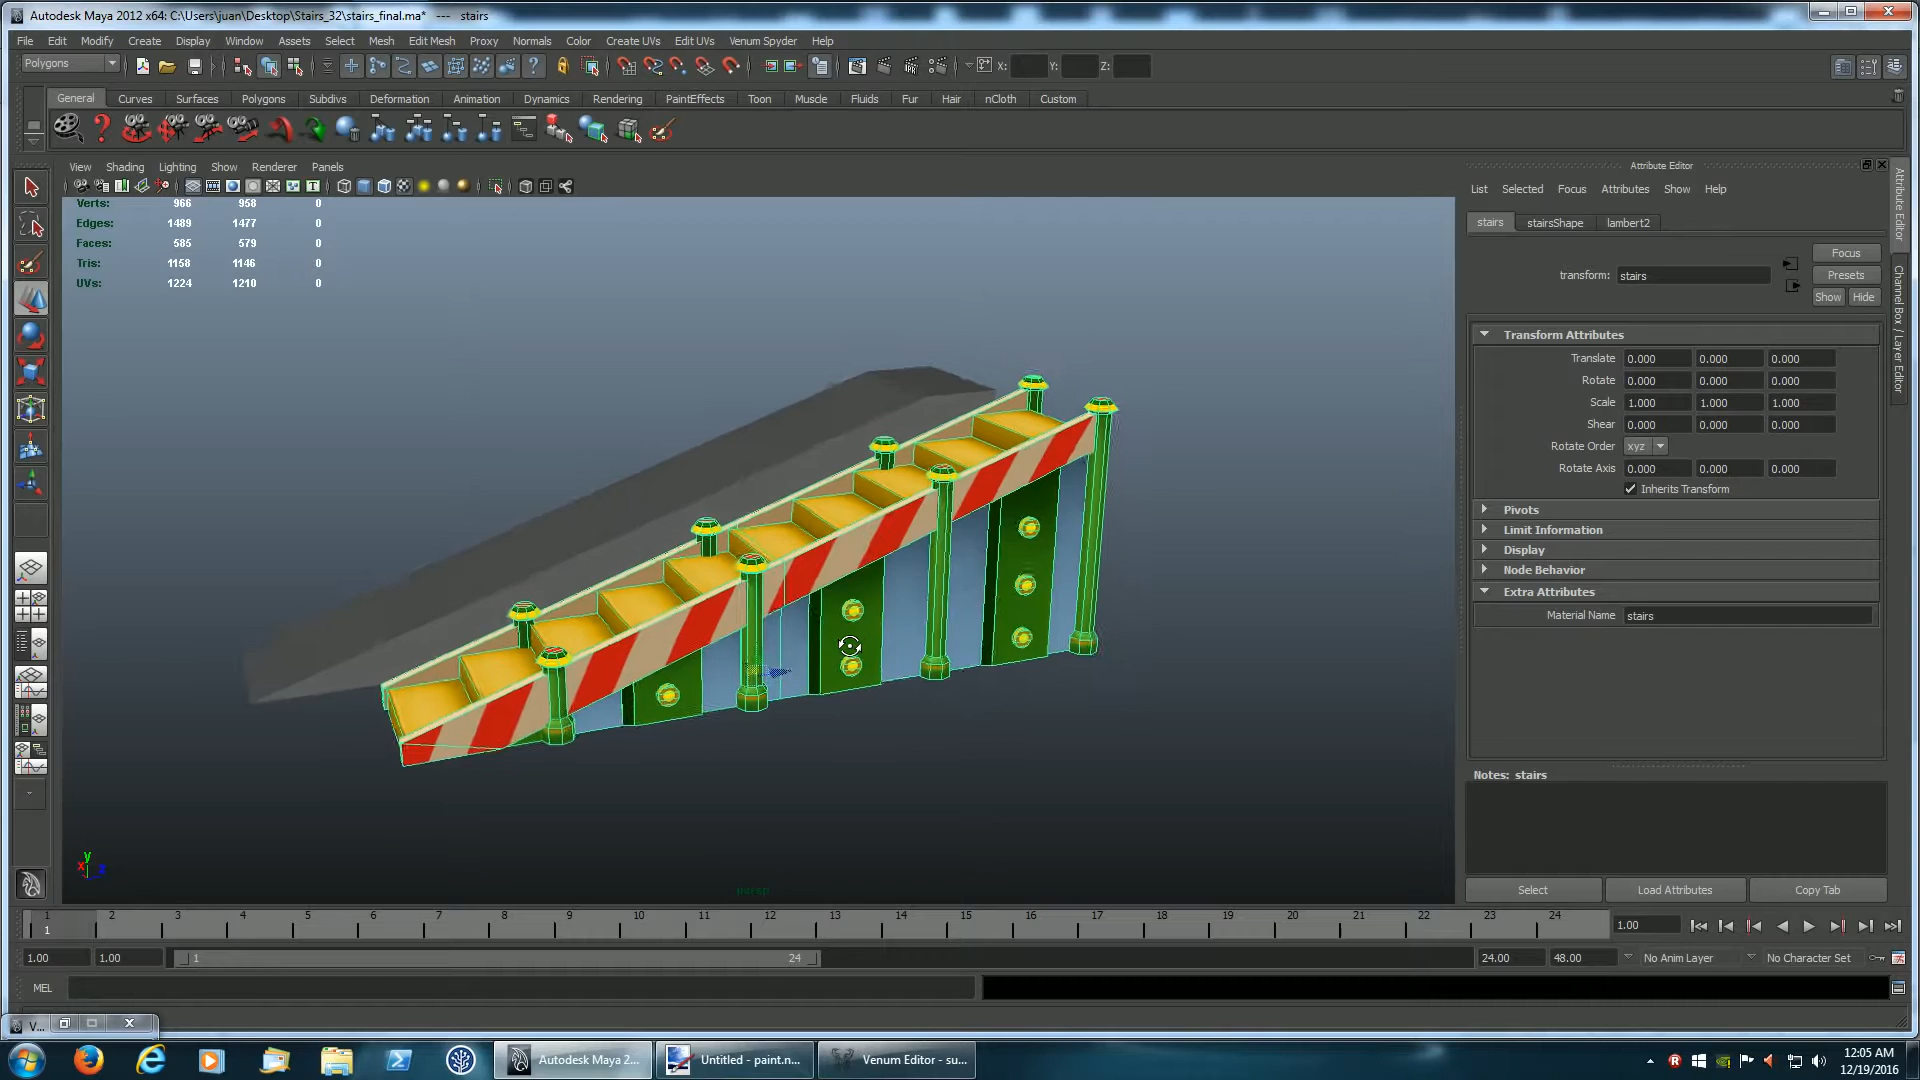 Autodesk Maya 2012 x64: C:\Users\juan\Desktop\Stairs_32\stairs_final.ma* --- stairs
File Edit Modify Create Display Window Assets Select Mesh Edit Mesh Proxy Normals Color Create UVs Edit UVs Venum Spyder Help
Polygons X: Y: Z:
General Curves Surfaces Polygons Subdivs Deformation Animation Dynamics Rendering PaintEffects Toon Muscle Fluids Fur Hair nCloth Custom
View Shading Lighting Show Renderer Panels
Verts: 966 958 0
Edges: 1489 1477 0
Faces: 585 579 0
Tris: 1158 1146 0
UVs: 1224 1210 0
persp
y
x
Attribute Editor
List Selected Focus Attributes Show Help
stairs stairsShape lambert2
Focus
transform: stairs Presets
Show Hide
Transform Attributes
Translate 0.000 0.000 0.000
Rotate 0.000 0.000 0.000
Scale 1.000 1.000 1.000
Shear 0.000 0.000 0.000
Rotate Order xyz
Rotate Axis 0.000 0.000 0.000
Inherits Transform
Pivots
Limit Information
Display
Node Behavior
Extra Attributes
Material Name stairs
Notes: stairs
Select Load Attributes Copy Tab
Attribute Editor
Channel Box / Layer Editor
1 2 3 4 5 6 7 8 9 10 11 12 13 14 15 16 17 18 19 20 21 22 23 24
1 1.00
1.00 1.00 1 24 24.00 48.00 No Anim Layer No Character Set
MEL
V...
Autodesk Maya 2... Untitled - paint.n... Venum Editor - su...
12:05 AM
12/19/2016